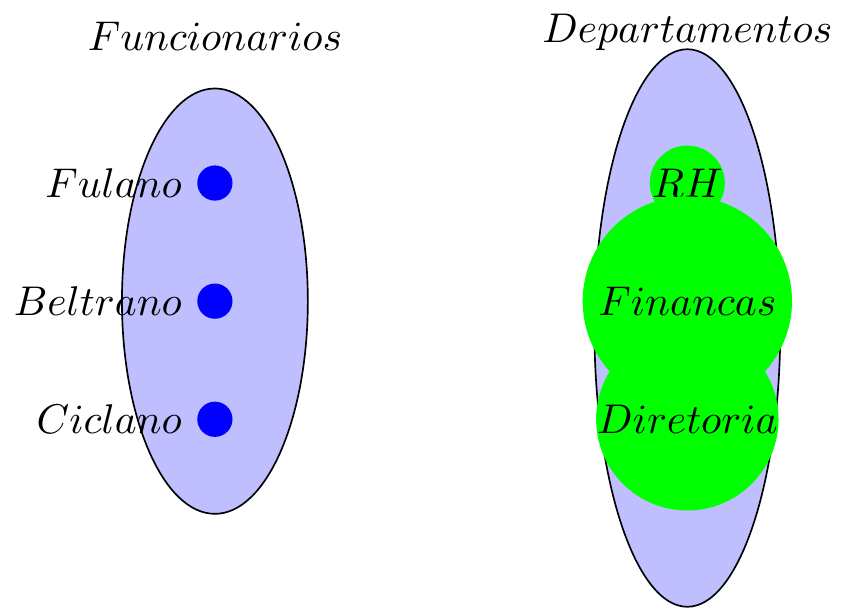 Funcionarios
Fulano
Beltrano
Ciclano
Departamentos
RH
Financas
Diretoria